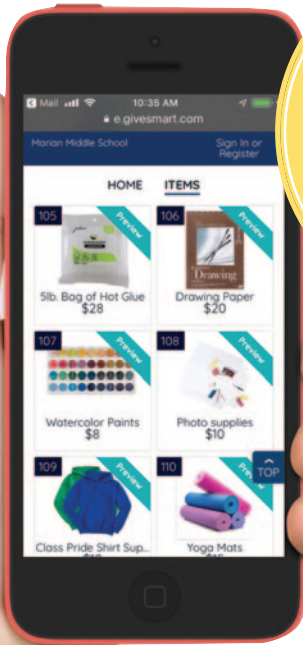 Mail 10:35 AM
e.givesmart.com
Marian Middle School
Sign In or
Register
HOME ITEMS
105 Preview
5lb. Bag of Hot Glue
$28
106 Preview
Drawing
Drawing Paper
$20
107 Preview
Watercolor Paints
$8
108 Preview
Photo supplies
$10
TOP
109 Preview
Class Pride Shirt Sup...
110
Yoga Mats